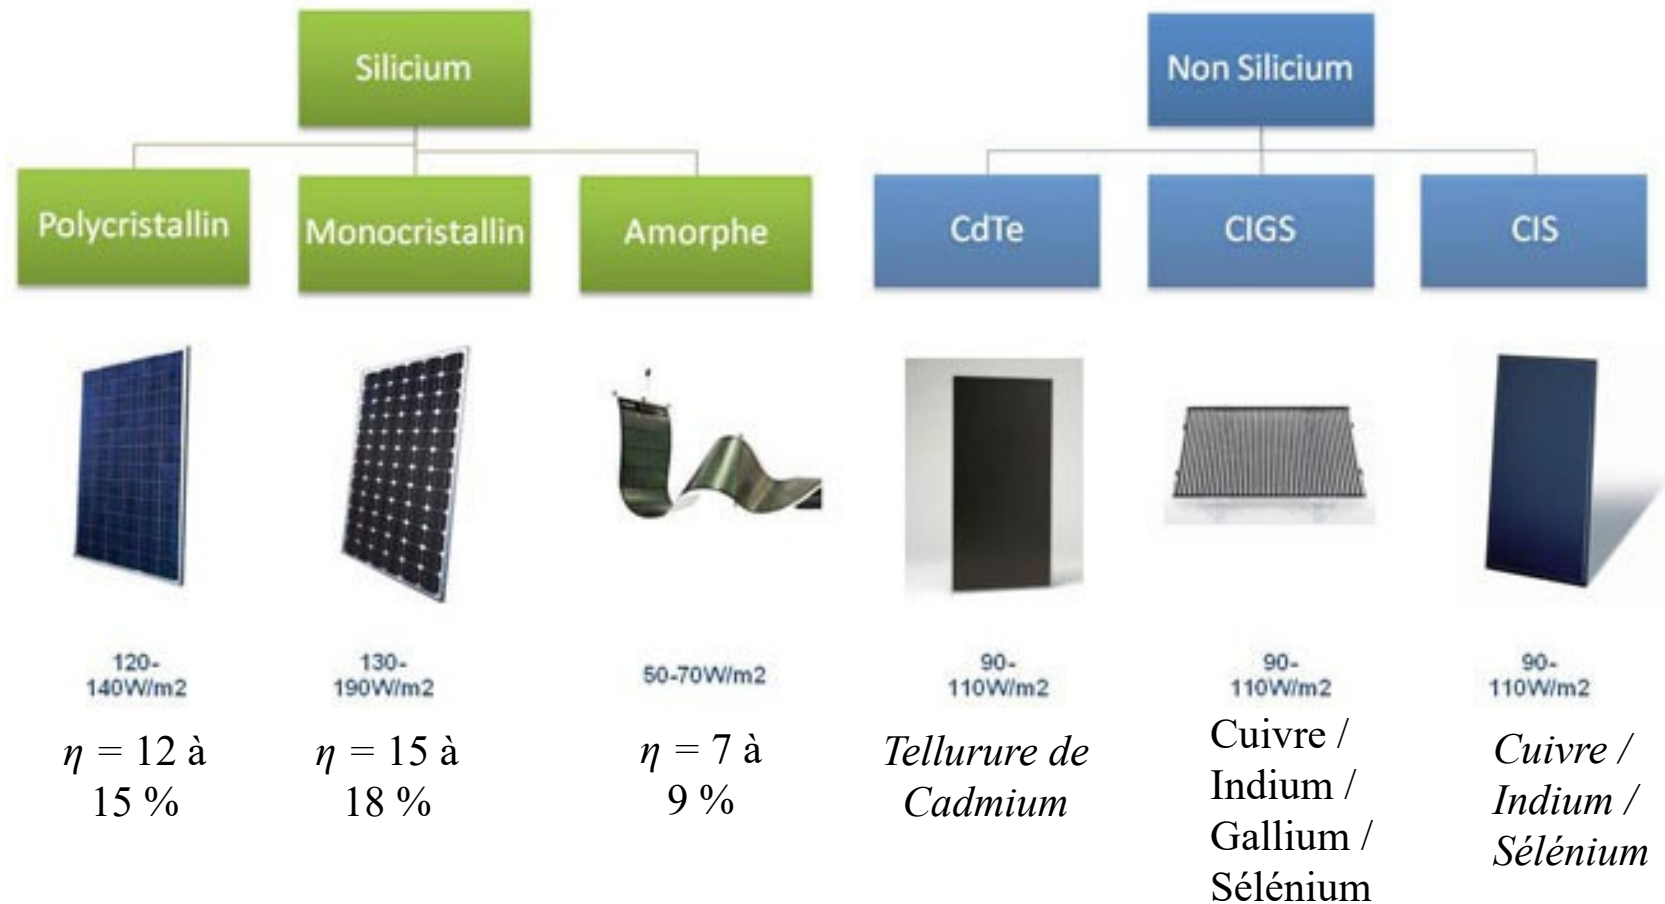 Silicium
Non Silicium
Polycristallin
Monocristallin
Amorphe
CdTe
CIGS
CIS
120-
140W/m2
130-
190W/m2
50-70W/m2
90-
110W/m2
90-
110W/m2
90-
110W/m2
η = 12 à
15 %
η = 15 à
18 %
η = 7 à
9 %
Tellurure de
Cadmium
Cuivre /
Indium /
Gallium /
Sélénium
Cuivre /
Indium /
Sélénium